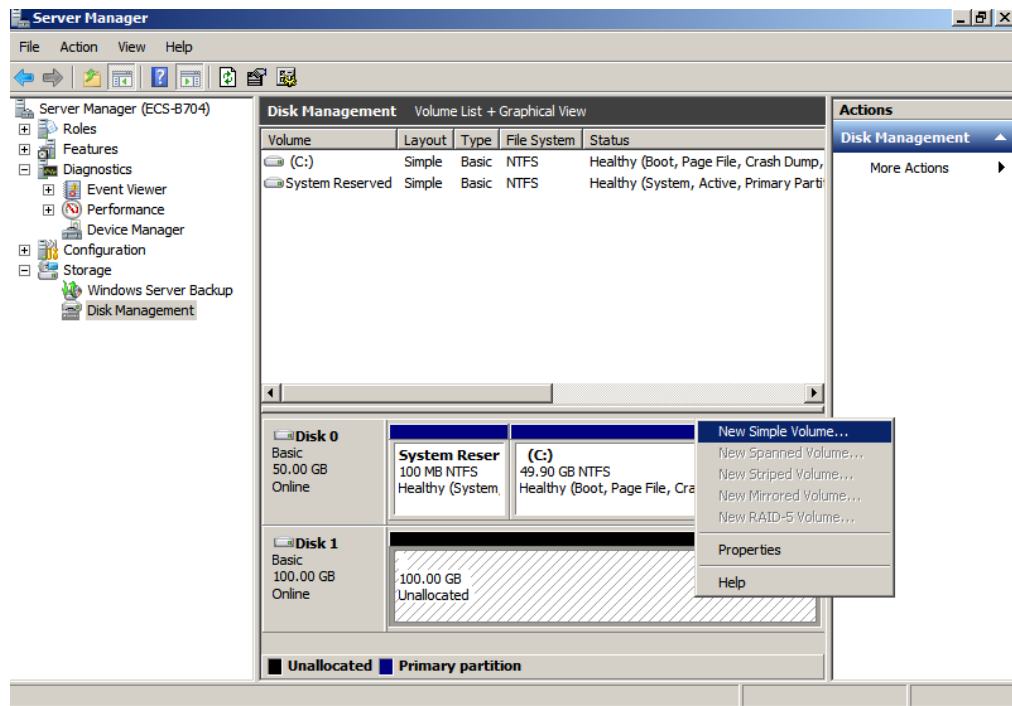 Server Manager
File Action View Help
Server Manager (ECS-B704)
Roles
Features
Diagnostics
Event Viewer
Performance
Device Manager
Configuration
Storage
Windows Server Backup
Disk Management
Disk Management Volume List + Graphical View
Volume Layout Type File System Status
(C:) Simple Basic NTFS Healthy (Boot, Page File, Crash Dump,
System Reserved Simple Basic NTFS Healthy (System, Active, Primary Parti
Actions
Disk Management
More Actions
Disk 0
Basic
50.00 GB
Online
System Reser
100 MB NTFS
Healthy (System,
(C:)
49.90 GB NTFS
Healthy (Boot, Page File, Cra
New Simple Volume...
New Spanned Volume...
New Striped Volume...
New Mirrored Volume...
New RAID-5 Volume...
Properties
Help
Disk 1
Basic
100.00 GB
Online
100.00 GB
Unallocated
Unallocated Primary partition